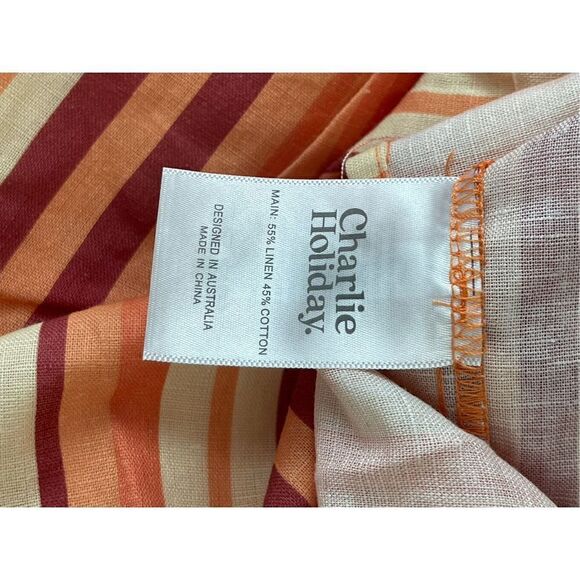 Charlie
Holiday.
MAIN: 55% LINEN 45% COTTON
DESIGNED IN AUSTRALIA
MADE IN CHINA